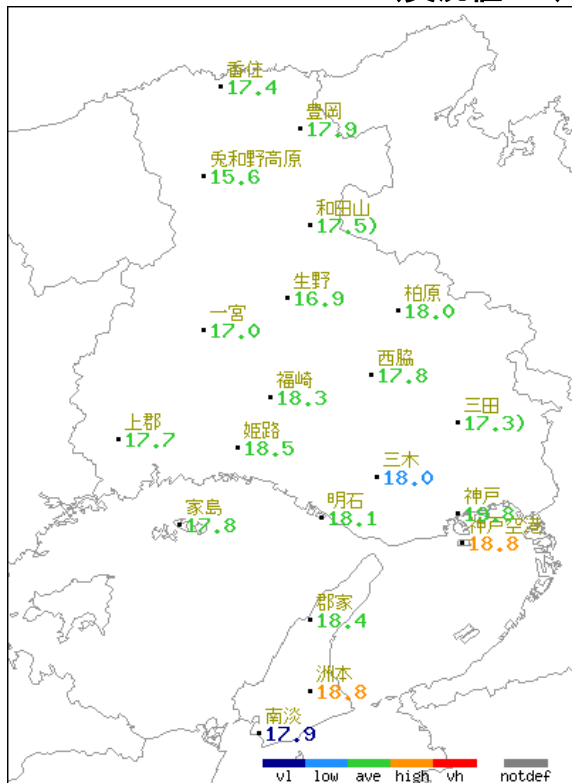 香住
17.4
豊岡
17.9
兎和野高原
15.6
和田山
17.5)
生野
16.9
柏原
18.0
一宮
17.0
西脇
17.8
福崎
18.3
三田
17.3)
上郡
17.7
姫路
18.5
三木
18.0
家島
17.8
明石
18.1
神戸
19.8
神戸空港
18.8
郡家
18.4
洲本
18.8
南淡
17.9
vl low ave high vh notdef